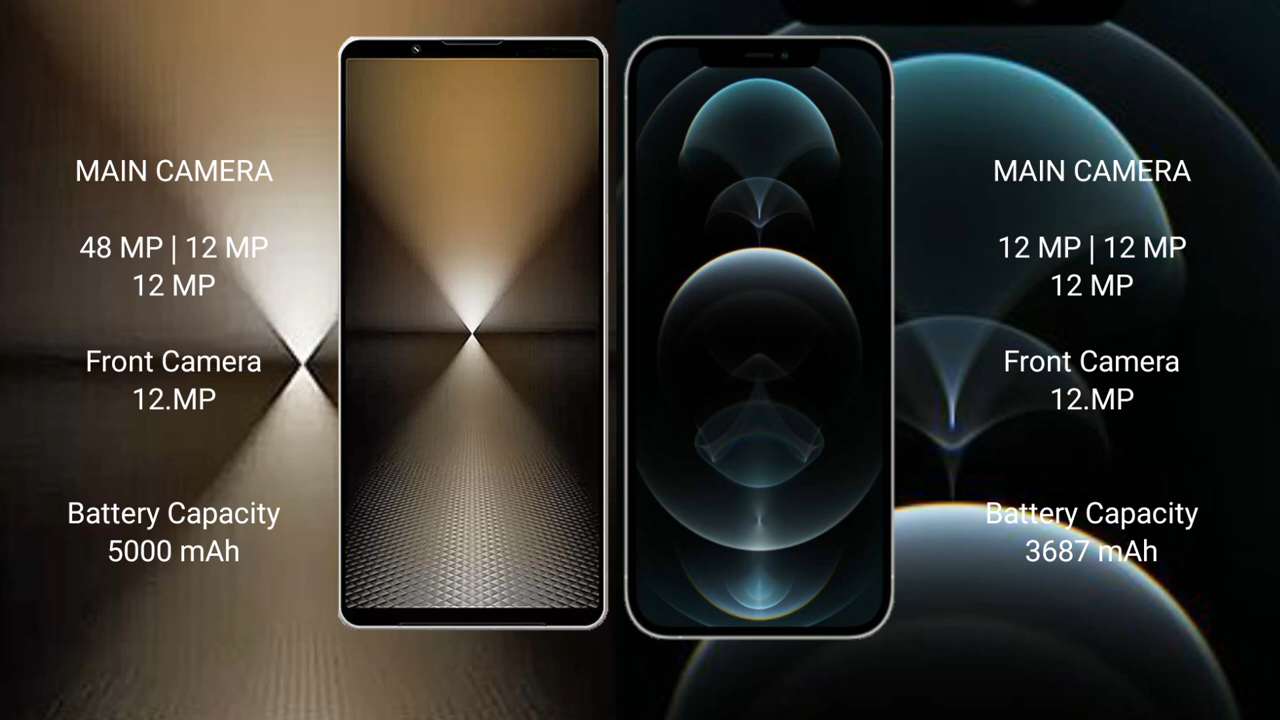 MAIN CAMERA
48 MP | 12 MP
12 MP
Front Camera
12.MP
Battery Capacity
5000 mAh
MAIN CAMERA
12 MP | 12 MP
12 MP
Front Camera
12.MP
Battery Capacity
3687 mAh